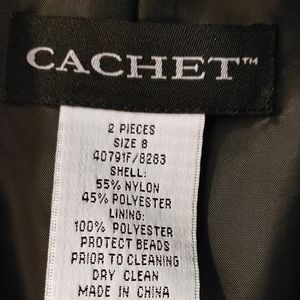 CACHET™
2 PIECES
SIZE 8
40791F/8283
SHELL:
55% NYLON
45% POLYESTER
LINING:
100% POLYESTER
PROTECT BEADS
PRIOR TO CLEANING
DRY CLEAN
MADE IN CHINA